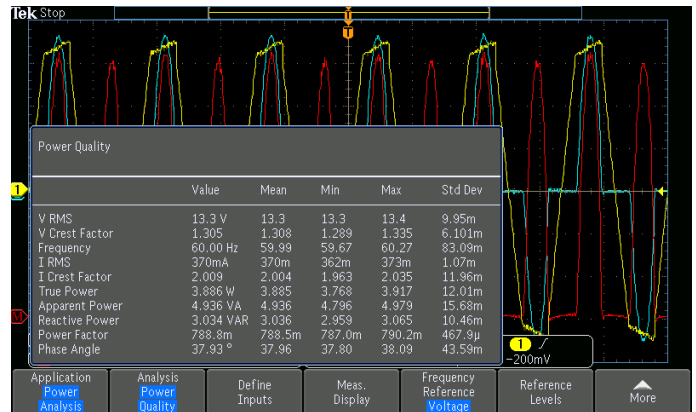 Tek Stop
Power Quality
Value Mean Min Max Std Dev
V RMS 13.3 V 13.3 13.3 13.4 9.95m
V Crest Factor 1.305 1.308 1.289 1.335 6.101m
Frequency 60.00 Hz 59.99 59.67 60.27 83.09m
I RMS 370mA 370m 362m 373m 1.07m
I Crest Factor 2.009 2.004 1.963 2.035 11.96m
True Power 3.886 W 3.885 3.768 3.917 12.01m
Apparent Power 4.936 VA 4.936 4.796 4.979 15.68m
Reactive Power 3.034 VAR 3.036 2.959 3.065 10.46m
Power Factor 788.8m 788.5m 787.0m 790.2m 467.9µ
Phase Angle 37.93 ° 37.96 37.80 38.09 43.59m
1
M
1
-200mV
Application Power Analysis
Analysis Power Quality
Define Inputs
Meas. Display
Frequency Reference Voltage
Reference Levels
More